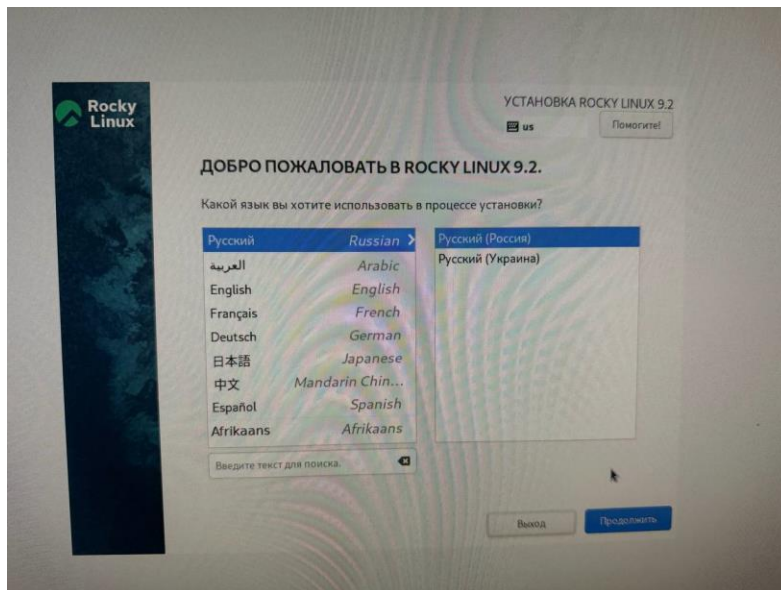 Rocky
Linux
УСТАНОВКА ROCKY LINUX 9.2
us
Помогите!
ДОБРО ПОЖАЛОВАТЬ В ROCKY LINUX 9.2.
Какой язык вы хотите использовать в процессе установки?
Русский Russian
Русский (Россия)
العربية Arabic
Русский (Украина)
English English
Français French
Deutsch German
日本語 Japanese
中文 Mandarin Chin...
Español Spanish
Afrikaans Afrikaans
Введите текст для поиска.
Выход
Продолжить